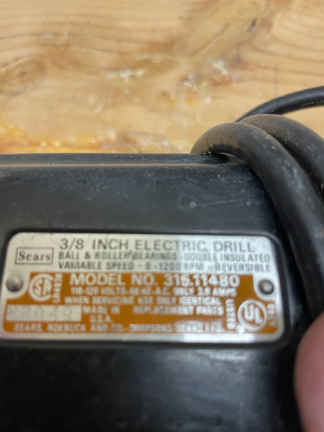 3/8 INCH ELECTRIC DRILL
Sears
BALL & ROLLER BEARINGS - DOUBLE INSULATED
VARIABLE SPEED - 0-1200 RPM - REVERSIBLE
MODEL NO. 315.11480
WHEN SERVICING USE ONLY IDENTICAL
MADE IN REPLACEMENT PARTS
U.S.A.
SEARS, ROEBUCK AND CO.
UL